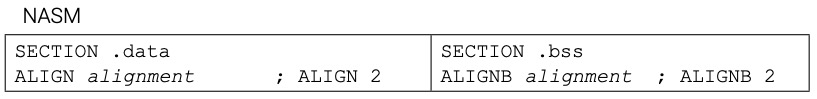 NASM
SECTION .data
ALIGN alignment ; ALIGN 2
SECTION .bss
ALIGNB alignment ; ALIGNB 2